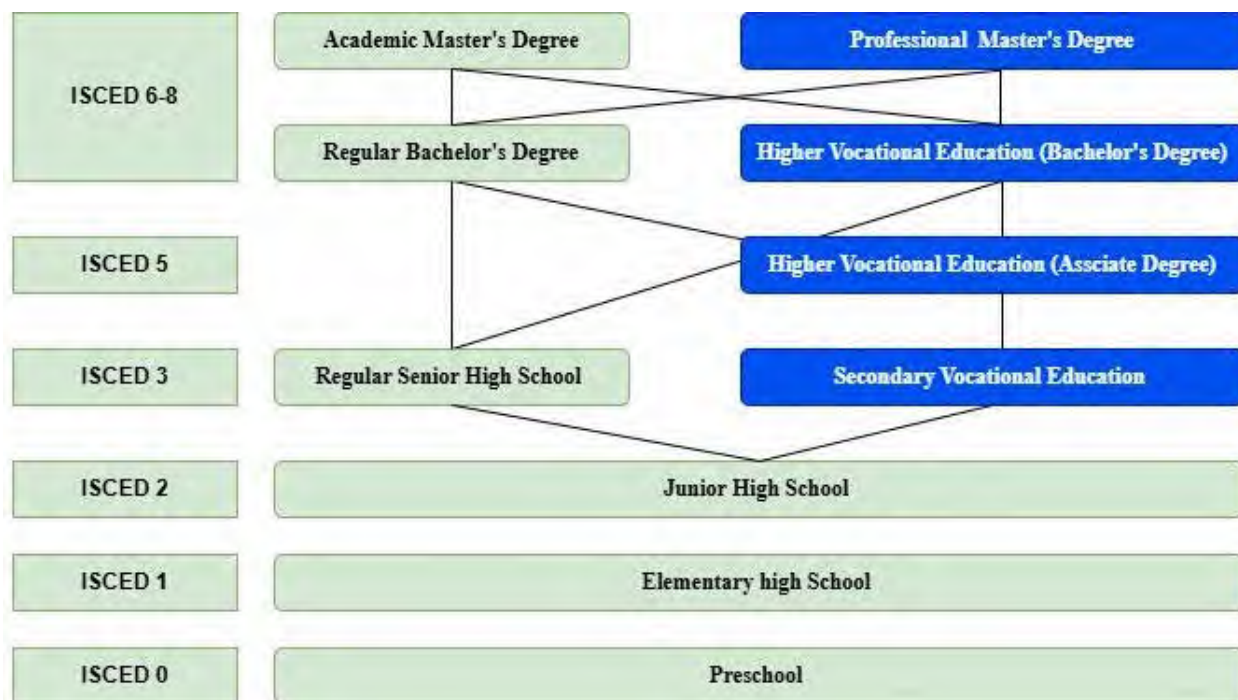 Academic Master's Degree
Professional Master's Degree
ISCED 6-8
Regular Bachelor's Degree
Higher Vocational Education (Bachelor's Degree)
ISCED 5
Higher Vocational Education (Assciate Degree)
ISCED 3
Regular Senior High School
Secondary Vocational Education
ISCED 2
Junior High School
ISCED 1
Elementary high School
ISCED 0
Preschool